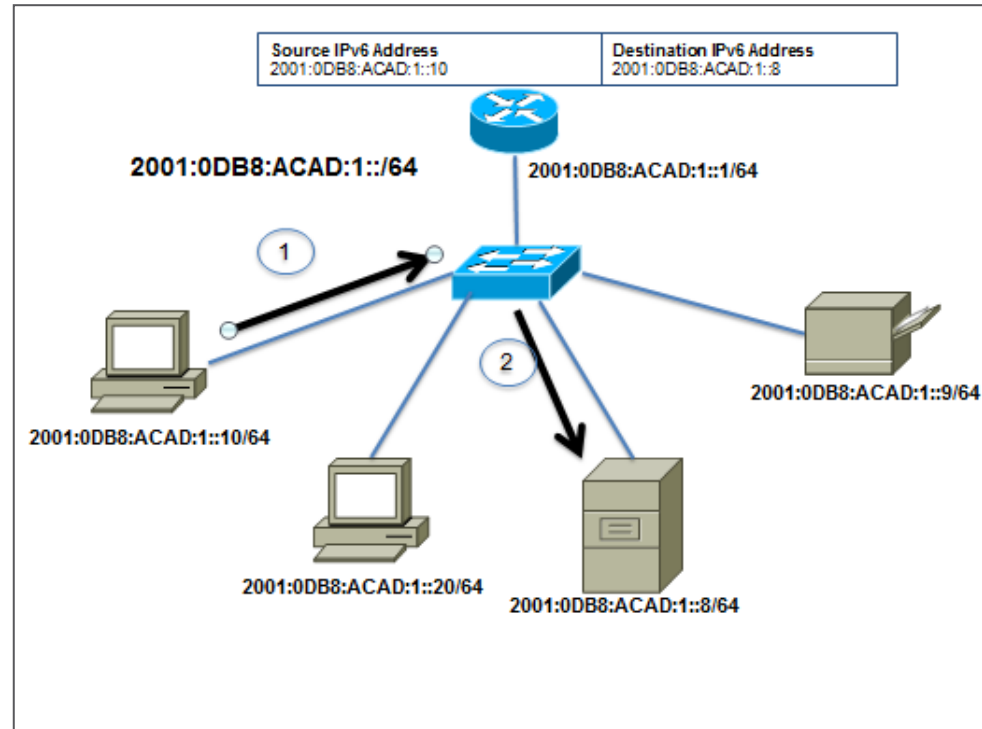 Source IPv6 Address
2001:0DB8:ACAD:1::10
Destination IPv6 Address
2001:0DB8:ACAD:1::8
2001:0DB8:ACAD:1::/64
2001:0DB8:ACAD:1::1/64
1
2
2001:0DB8:ACAD:1::9/64
2001:0DB8:ACAD:1::10/64
2001:0DB8:ACAD:1::20/64
2001:0DB8:ACAD:1::8/64